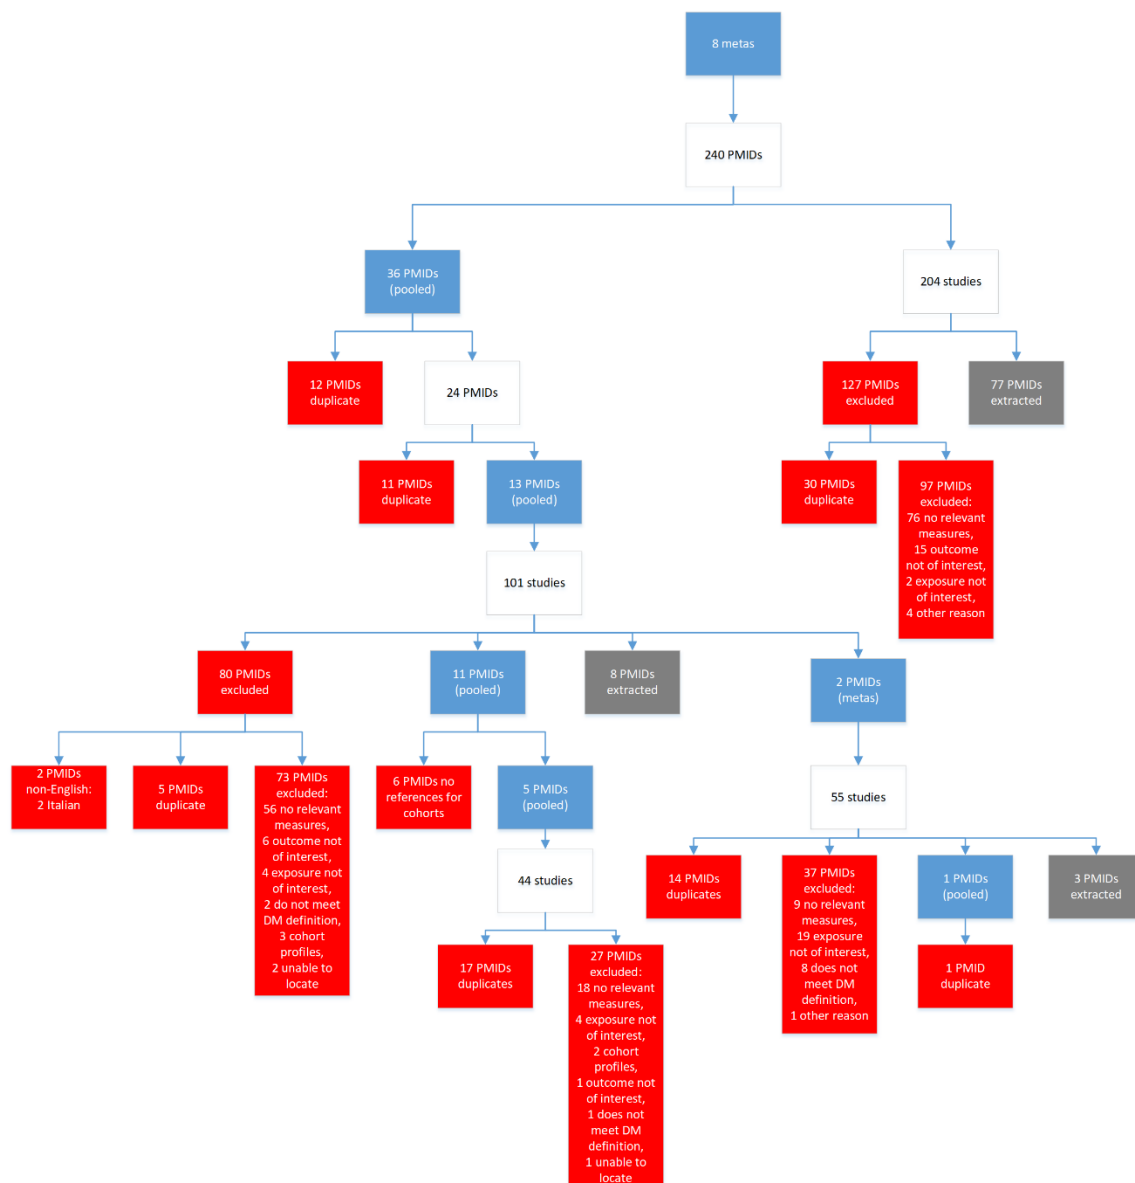 8 metas
240 PMIDs
36 PMIDs
(pooled)
204 studies
12 PMIDs
duplicate
24 PMIDs
127 PMIDs
excluded
77 PMIDs
extracted
11 PMIDs
duplicate
13 PMIDs
(pooled)
30 PMIDs
duplicate
97 PMIDs
excluded:
76 no relevant
measures,
15 outcome
not of interest,
2 exposure not
of interest,
4 other reason
101 studies
80 PMIDs
excluded
11 PMIDs
(pooled)
8 PMIDs
extracted
2 PMIDs
(metas)
2 PMIDs
non-English:
2 Italian
5 PMIDs
duplicate
73 PMIDs
excluded:
56 no relevant
measures,
6 outcome not
of interest,
4 exposure not
of interest,
2 do not meet
DM definition,
3 cohort
profiles,
2 unable to
locate
6 PMIDs no
references for
cohorts
5 PMIDs
(pooled)
55 studies
44 studies
14 PMIDs
duplicates
37 PMIDs
excluded:
9 no relevant
measures,
19 exposure
not of interest,
8 does not
meet DM
definition,
1 other reason
1 PMIDs
(pooled)
3 PMIDs
extracted
17 PMIDs
duplicates
27 PMIDs
excluded:
18 no relevant
measures,
4 exposure not
of interest,
2 cohort
profiles,
1 outcome not
of interest,
1 does not
meet DM
definition,
1 unable to
locate
1 PMID
duplicate